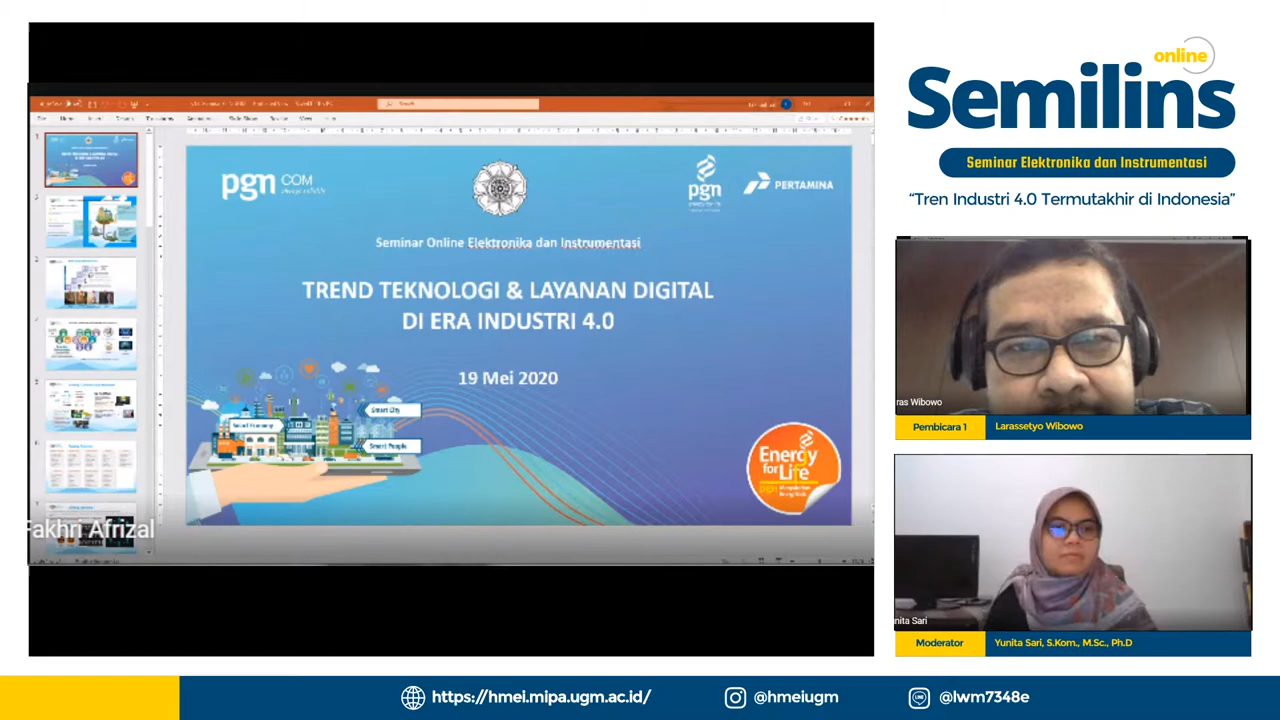 online
Semilins
Seminar Elektronika dan Instrumentasi
“Tren Industri 4.0 Termutakhir di Indonesia”
pgn COM
pgn
PERTAMINA
Seminar Online Elektronika dan Instrumentasi
TREND TEKNOLOGI & LAYANAN DIGITAL
DI ERA INDUSTRI 4.0
19 Mei 2020
Smart City
Smart Economy
Smart People
Energy
for Life
pgn
Fakhri Afrizal
ras Wibowo
Pembicara 1
Larassetyo Wibowo
nita Sari
Moderator
Yunita Sari, S.Kom., M.Sc., Ph.D
https://hmei.mipa.ugm.ac.id/
@hmeiugm
@lwm7348e